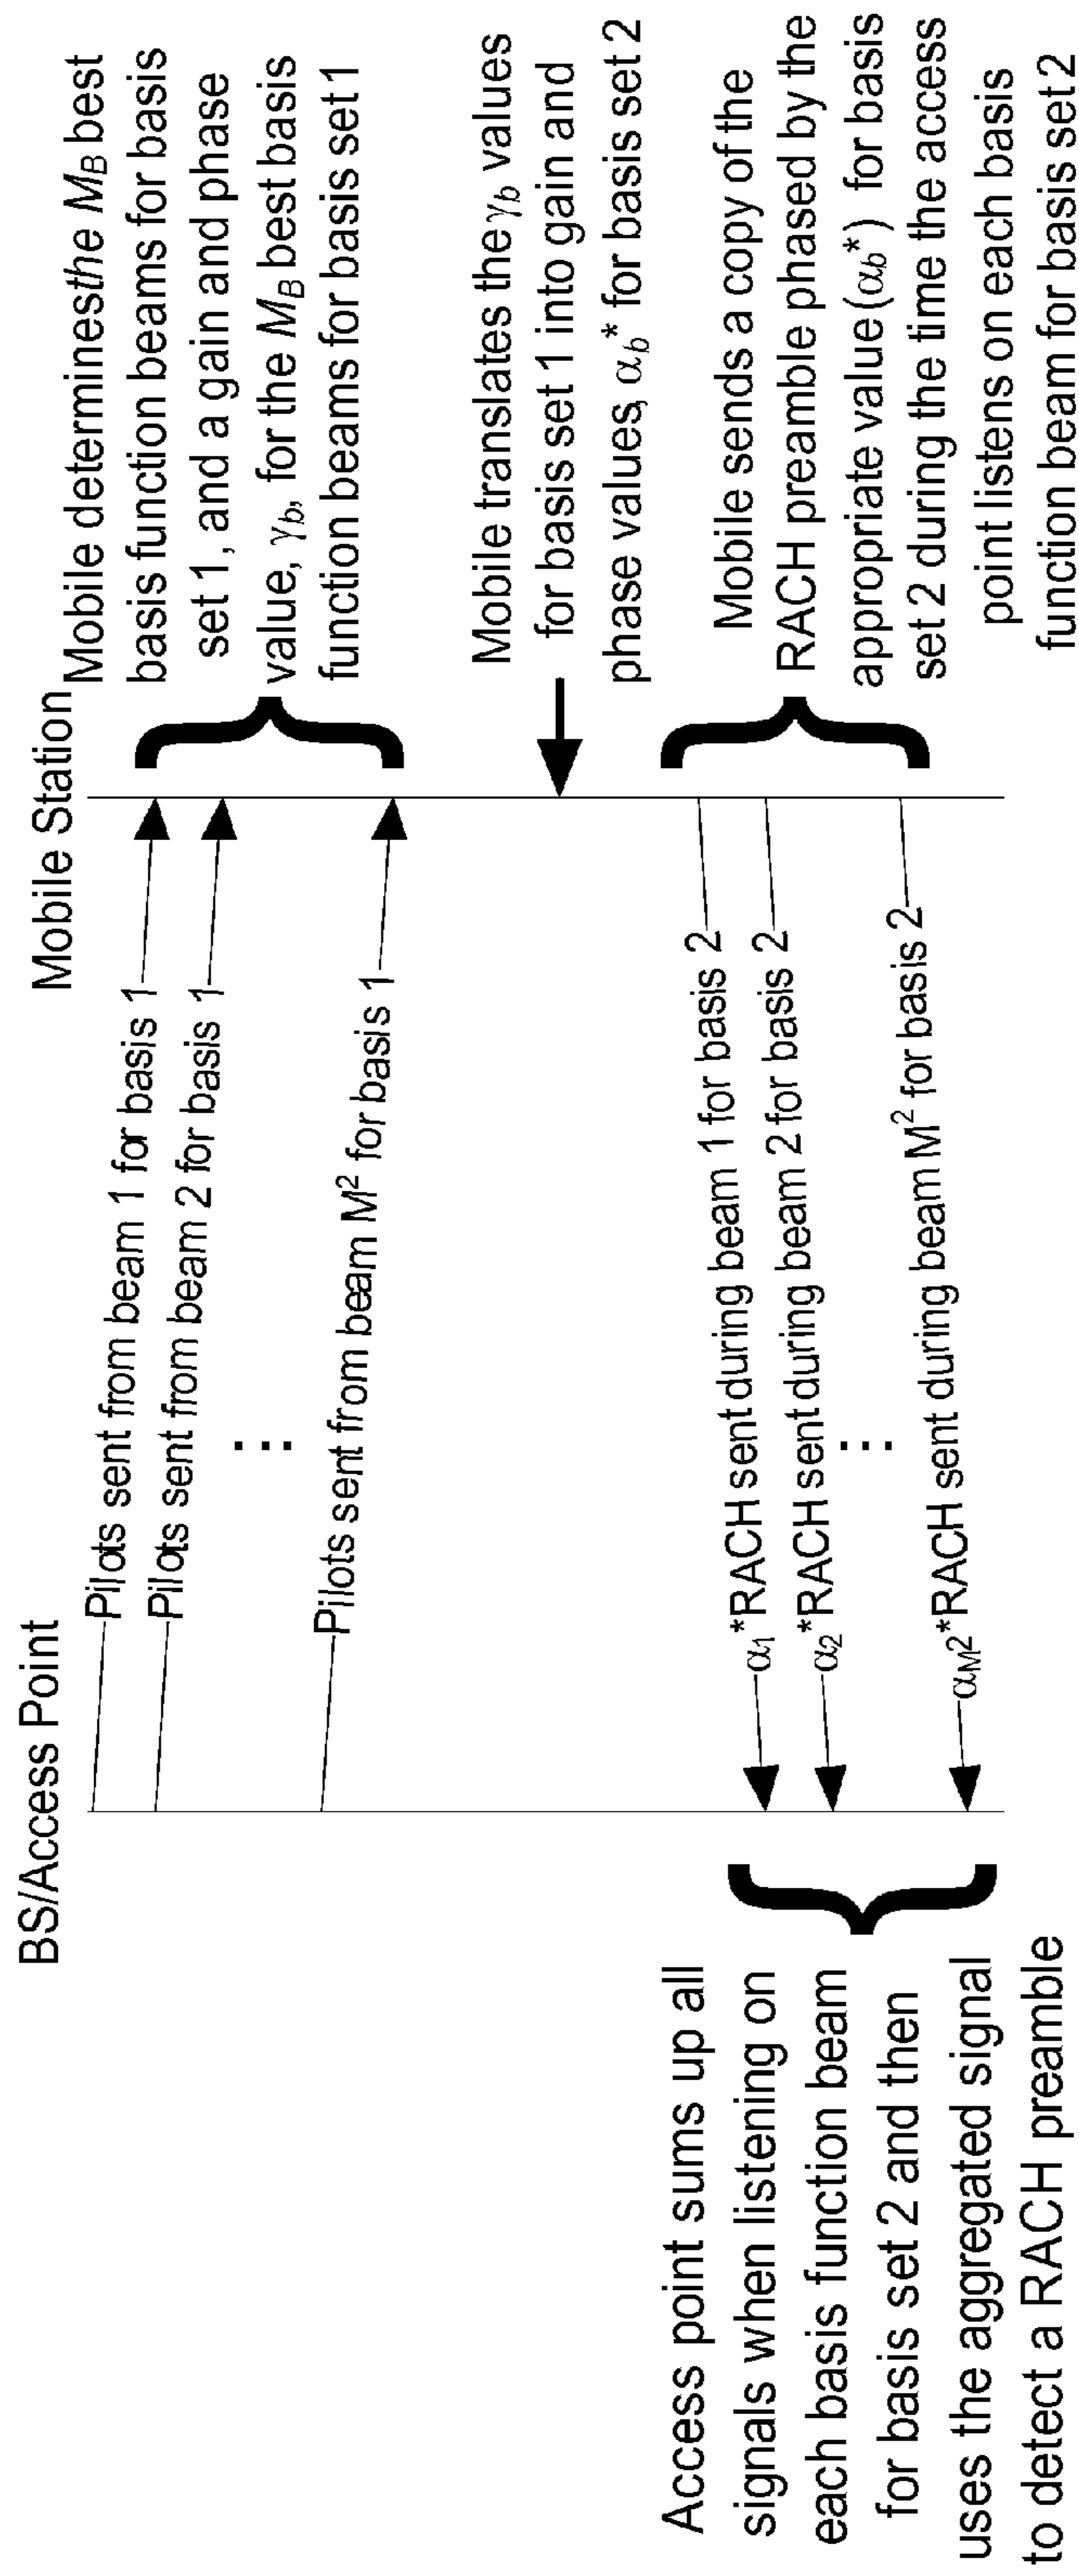 BS/Access Point
Mobile Station
Pilots sent from beam 1 for basis 1
Pilots sent from beam 2 for basis 1
...
Pilots sent from beam M² for basis 1
Mobile determinesthe M_B best
basis function beams for basis
set 1, and a gain and phase
value, γ_b, for the M_B best basis
function beams for basis set 1
Mobile translates the γ_b values
for basis set 1 into gain and
phase values, α_b* for basis set 2
α₁*RACH sent during beam 1 for basis 2
α₂*RACH sent during beam 2 for basis 2
...
α_M²*RACH sent during beam M² for basis 2
Mobile sends a copy of the
RACH preamble phased by the
appropriate value (α_b*) for basis
set 2 during the time the access
point listens on each basis
function beam for basis set 2
Access point sums up all
signals when listening on
each basis function beam
for basis set 2 and then
uses the aggregated signal
to detect a RACH preamble